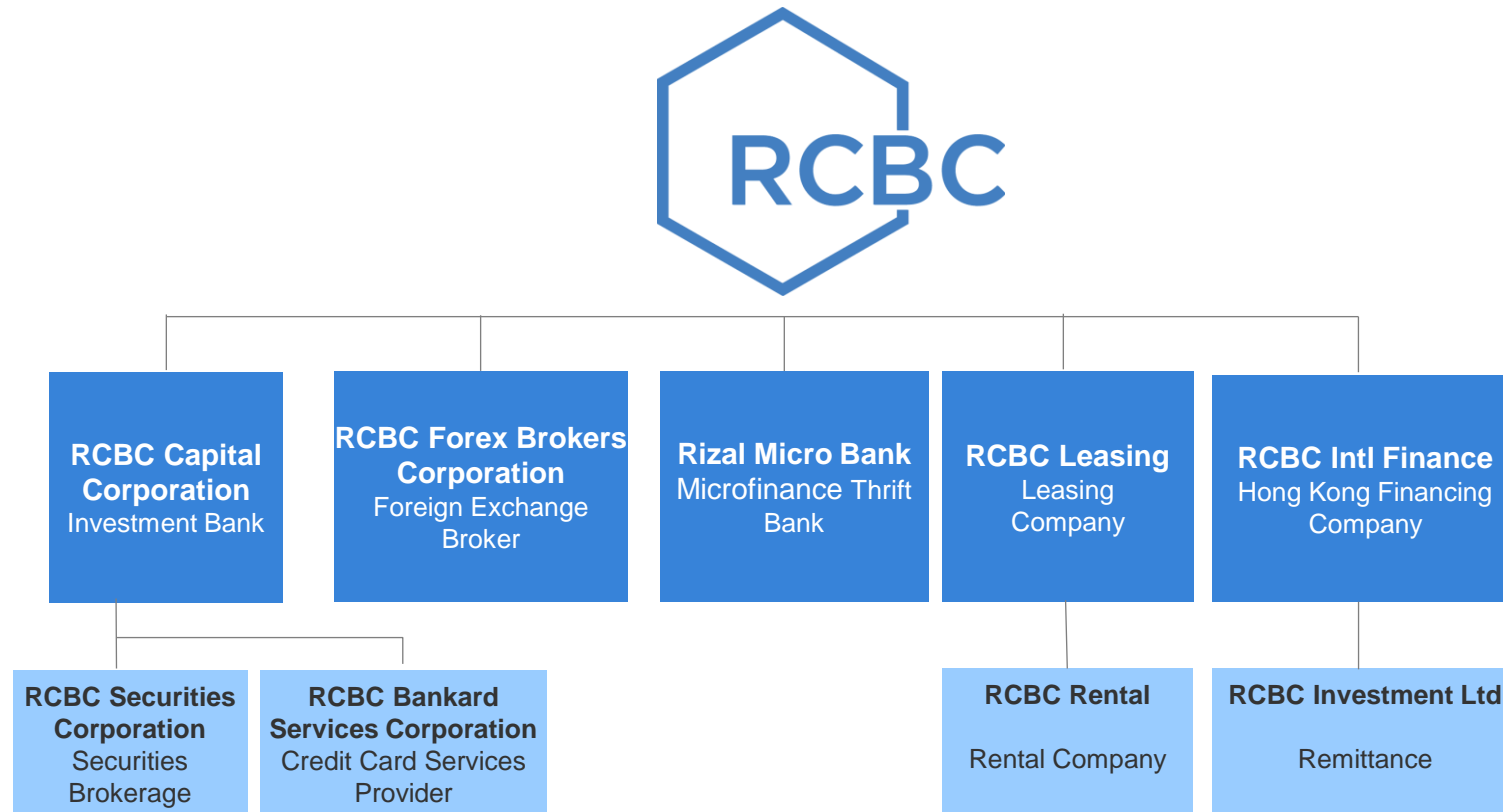 RCBC
RCBC Capital
Corporation
Investment Bank
RCBC Forex Brokers
Corporation
Foreign Exchange
Broker
Rizal Micro Bank
Microfinance Thrift
Bank
RCBC Leasing
Leasing
Company
RCBC Intl Finance
Hong Kong Financing
Company
RCBC Securities
Corporation
Securities
Brokerage
RCBC Bankard
Services Corporation
Credit Card Services
Provider
RCBC Rental
Rental Company
RCBC Investment Ltd
Remittance